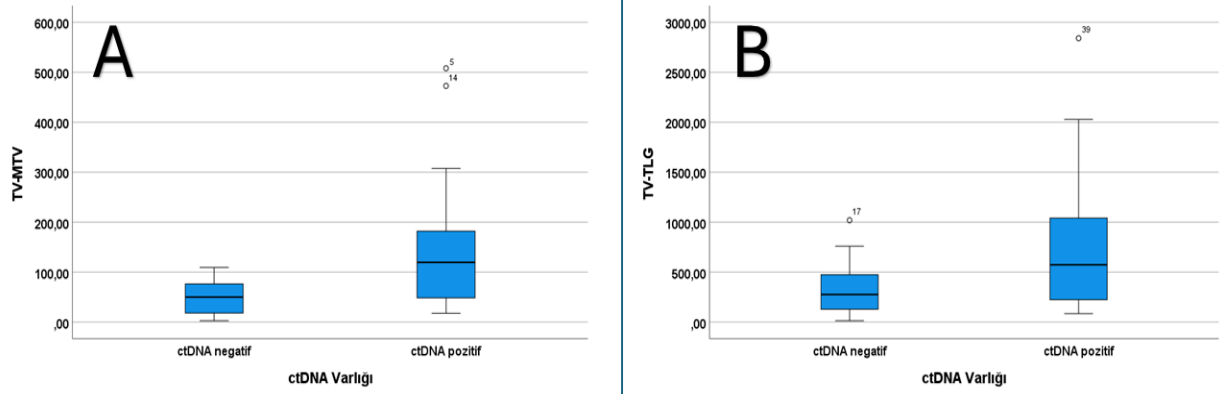 A
TV-MTV
600,00
500,00
400,00
300,00
200,00
100,00
,00
5
14
ctDNA negatif
ctDNA pozitif
ctDNA Varlığı
B
TV-TLG
3000,00
2500,00
2000,00
1500,00
1000,00
500,00
,00
39
17
ctDNA negatif
ctDNA pozitif
ctDNA Varlığı